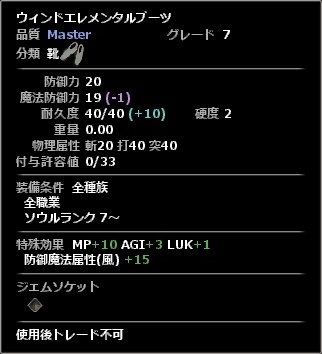 ウィンドエレメンタルブーツ
品質 Master グレード 7
分類 靴
防御力 20
魔法防御力 19 (-1)
耐久度 40/40 (+10) 硬度 2
重量 0.00
物理属性 斬20 打40 突40
付与許容値 0/33
装備条件 全種族
全職業
ソウルランク 7～
特殊効果 MP+10 AGI+3 LUK+1
防御魔法属性(風) +15
ジェムソケット
使用後トレード不可